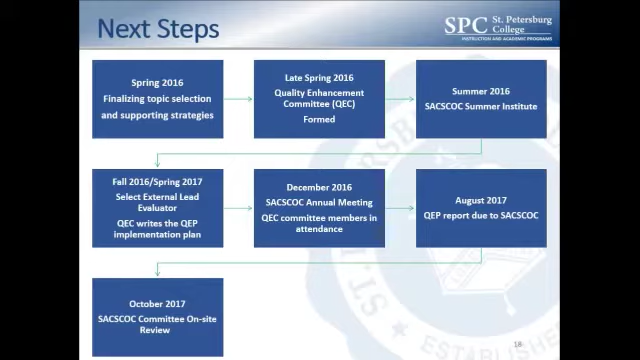 Next Steps
SPC St. Petersburg
College
INSTRUCTION AND ACADEMIC PROGRAMS
Spring 2016
Finalizing topic selection
and supporting strategies
Late Spring 2016
Quality Enhancement
Committee (QEC)
Formed
Summer 2016
SACSCOC Summer Institute
Fall 2016/Spring 2017
Select External Lead
Evaluator
QEC writes the QEP
implementation plan
December 2016
SACSCOC Annual Meeting
QEC committee members in
attendance
August 2017
QEP report due to SACSCOC
October 2017
SACSCOC Committee On-site
Review
18